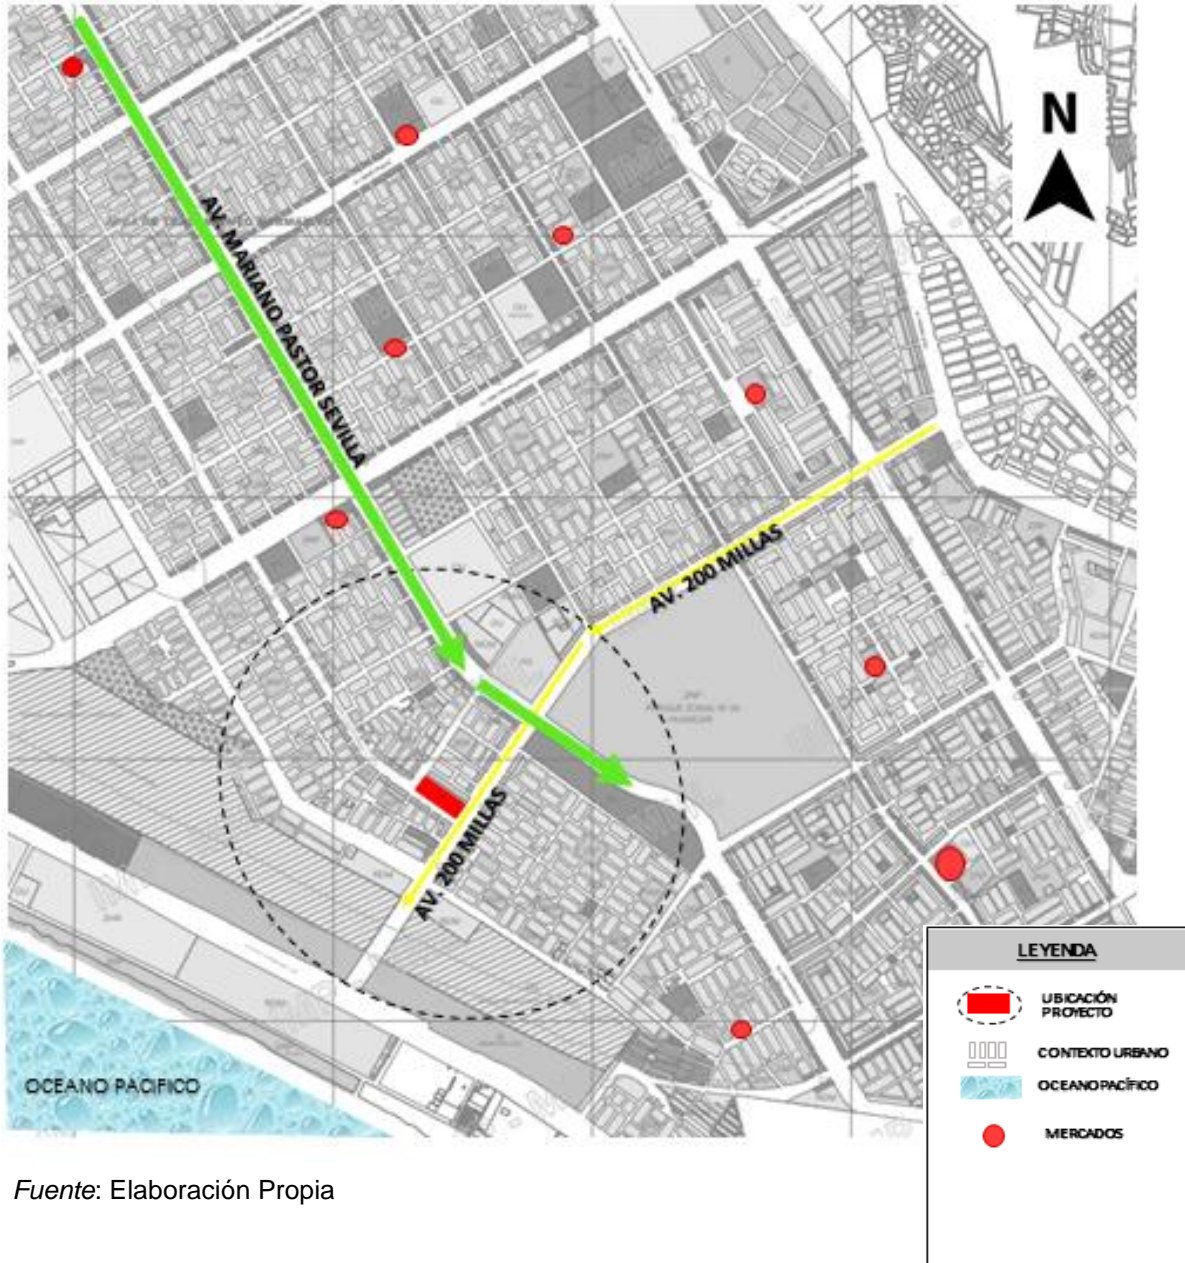 N
AV. MARIANO PASTOR SEVILLA
AV. 200 MILLAS
AV. 200 MILLAS
OCEANO PACIFICO
LEYENDA
UBICACIÓN
PROYECTO
CONTEXTO URBANO
OCEANO PACÍFICO
MERCADOS
Fuente: Elaboración Propia